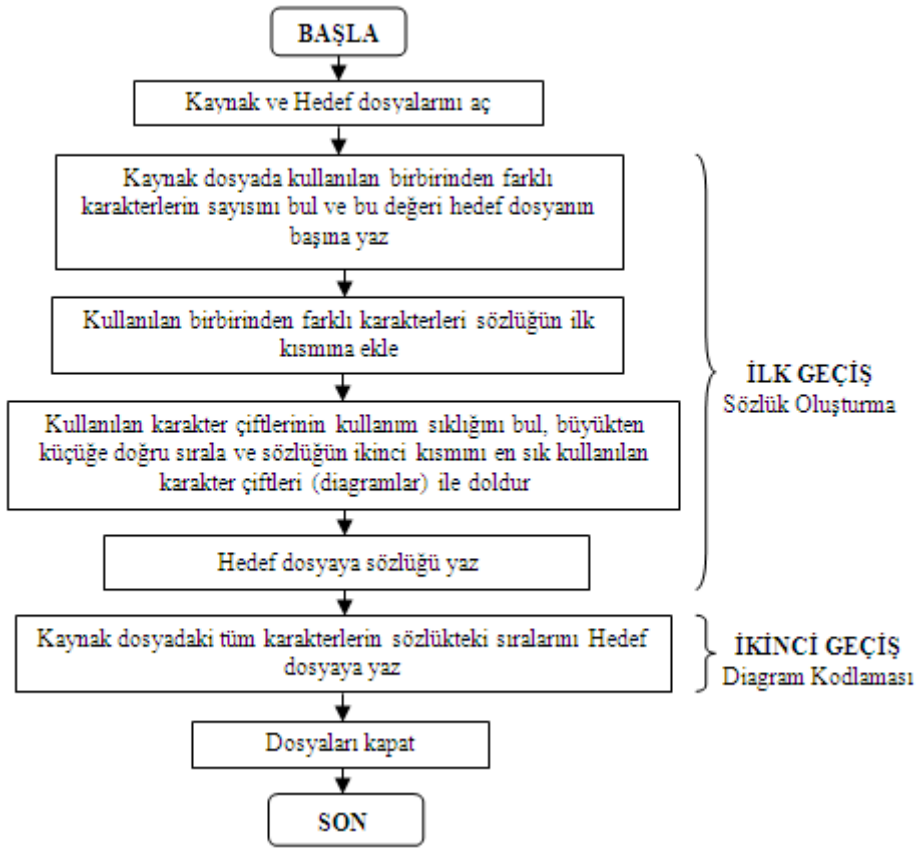 BAŞLA
Kaynak ve Hedef dosyalarını aç
Kaynak dosyada kullanılan birbirinden farklı
karakterlerin sayısını bul ve bu değeri hedef dosyanın
başına yaz
Kullanılan birbirinden farklı karakterleri sözlüğün ilk
kısmına ekle
Kullanılan karakter çiftlerinin kullanım sıklığını bul, büyükten
küçüğe doğru sırala ve sözlüğün ikinci kısmını en sık kullanılan
karakter çiftleri (diagramlar) ile doldur
Hedef dosyaya sözlüğü yaz
İLK GEÇİŞ
Sözlük Oluşturma
Kaynak dosyadaki tüm karakterlerin sözlükteki sıralarını Hedef
dosyaya yaz
İKİNCİ GEÇİŞ
Diagram Kodlaması
Dosyaları kapat
SON